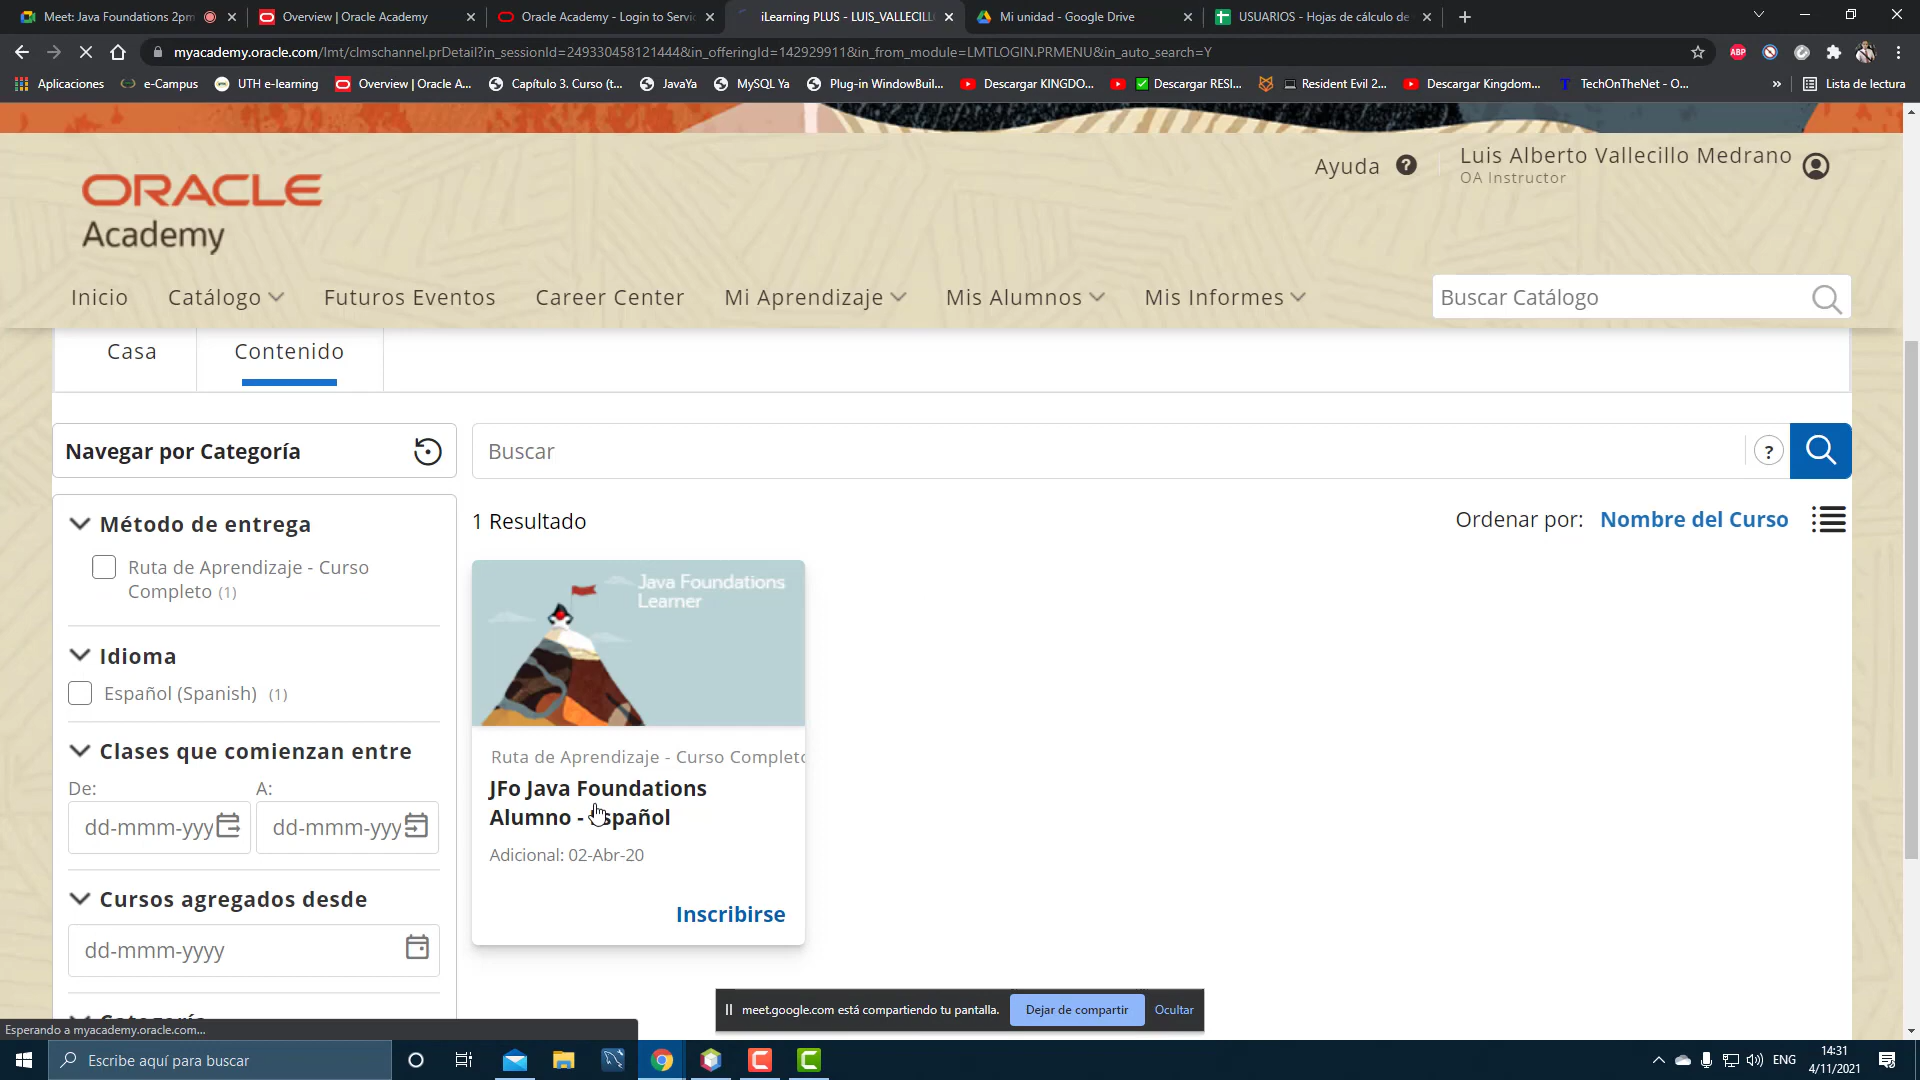 Meet: Java Foundations 2pm
Overview | Oracle Academy
Oracle Academy - Login to Servic
iLearning PLUS - LUIS_VALLECILL
Mi unidad - Google Drive
USUARIOS - Hojas de cálculo de
myacademy.oracle.com/lmt/clmschannel.prDetail?in_sessionId=249330458121444&in_offeringId=142929911&in_from_module=LMTLOGIN.PRMENU&in_auto_search=Y
ABP
Aplicaciones
e-Campus
UTH e-learning
Overview | Oracle A...
Capítulo 3. Curso (t...
JavaYa
MySQL Ya
Plug-in WindowBuil...
Descargar KINGDO...
Descargar RESI...
Resident Evil 2...
Descargar Kingdom...
TechOnTheNet - O...
»
Lista de lectura
ORACLE
Academy
Ayuda ?
Luis Alberto Vallecillo Medrano
OA Instructor
Inicio
Catálogo
Futuros Eventos
Career Center
Mi Aprendizaje
Mis Alumnos
Mis Informes
Buscar Catálogo
Casa
Contenido
Navegar por Categoría
Buscar
?
Método de entrega
Ruta de Aprendizaje - Curso
Completo (1)
Idioma
Español (Spanish) (1)
Clases que comienzan entre
De:
A:
dd-mmm-yyy
dd-mmm-yyy
Cursos agregados desde
dd-mmm-yyyy
1 Resultado
Ordenar por: Nombre del Curso
Java Foundations
Learner
Ruta de Aprendizaje - Curso Completo
JFo Java Foundations
Alumno - Español
Adicional: 02-Abr-20
Inscribirse
Categoría
meet.google.com está compartiendo tu pantalla.
Dejar de compartir
Ocultar
Esperando a myacademy.oracle.com...
Escribe aquí para buscar
ENG
14:31
4/11/2021